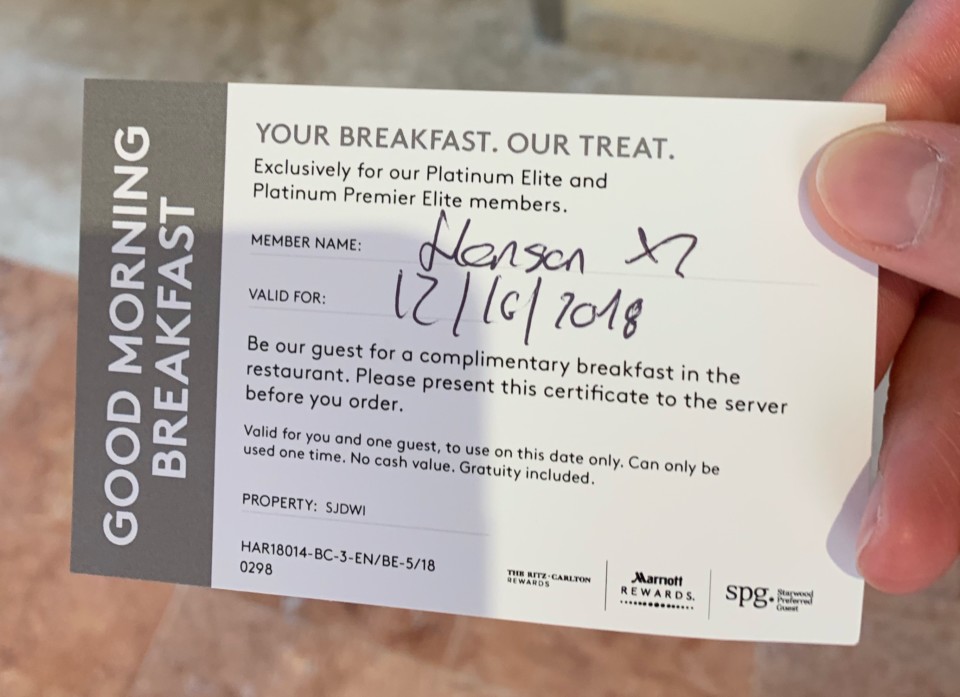 GOOD MORNING
BREAKFAST
YOUR BREAKFAST. OUR TREAT.
Exclusively for our Platinum Elite and
Platinum Premier Elite members.
MEMBER NAME: Hansen X2
VALID FOR: 12/16/2018
Be our guest for a complimentary breakfast in the
restaurant. Please present this certificate to the server
before you order.
Valid for you and one guest, to use on this date only. Can only be
used one time. No cash value. Gratuity included.
PROPERTY: SJDWI
HAR18014-BC-3-EN/BE-5/18
0298
THE RITZ-CARLTON
REWARDS
Marriott
REWARDS.
spg. Starwood
Preferred
Guest